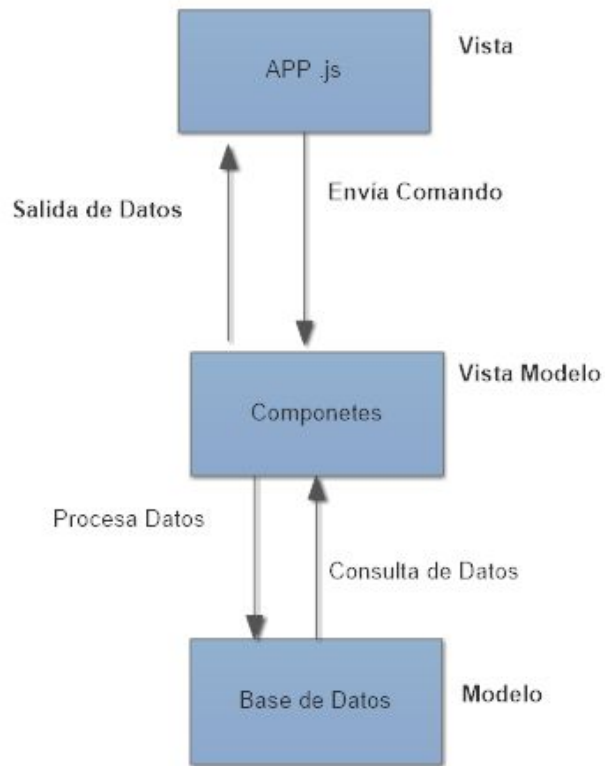 Vista
APP .js
Salida de Datos
Envía Comando
Vista Modelo
Componetes
Procesa Datos
Consulta de Datos
Base de Datos
Modelo